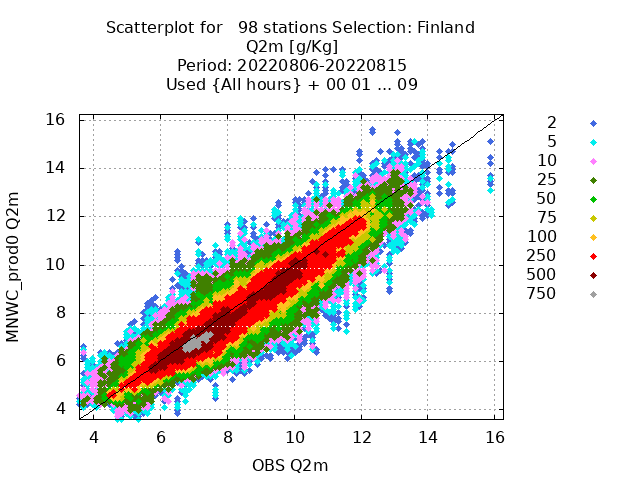 Scatterplot for   98 stations Selection: Finland
Q2m [g/Kg]
Period: 20220806-20220815
Used {All hours} + 00 01 ... 09
MNWC_prod0 Q2m
16
14
12
10
8
6
4
4 6 8 10 12 14 16
OBS Q2m
2
5
10
25
50
75
100
250
500
750